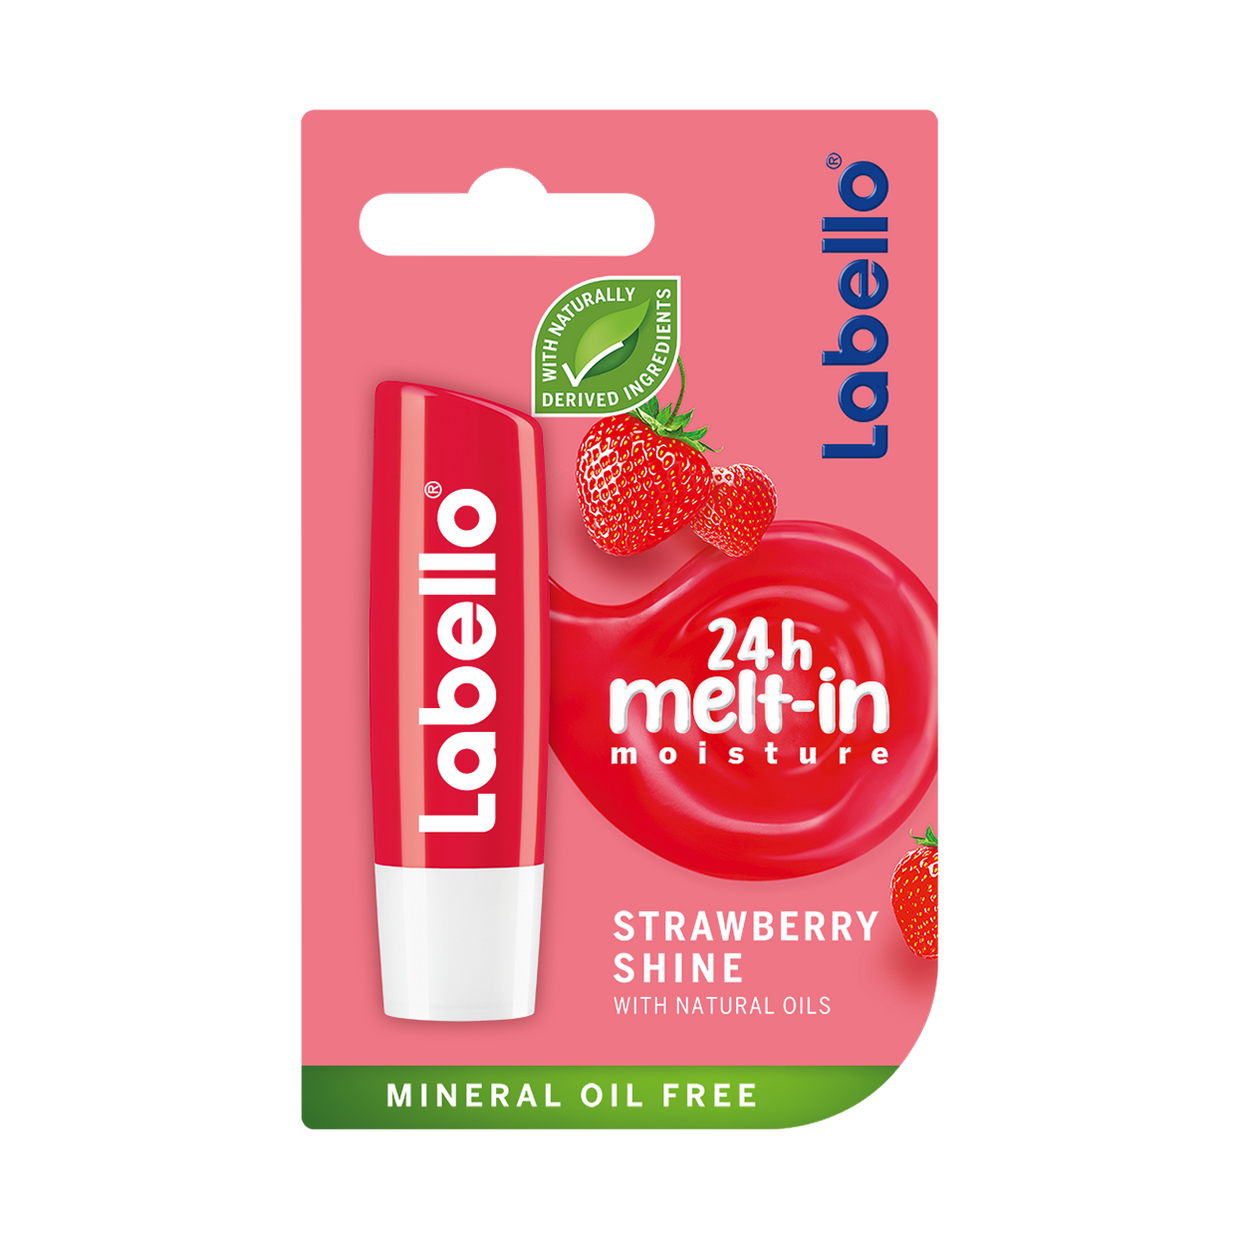 Labello®
WITH NATURALLY
DERIVED INGREDIENTS
Labello®
24h
melt-in
moisture
STRAWBERRY
SHINE
WITH NATURAL OILS
MINERAL OIL FREE